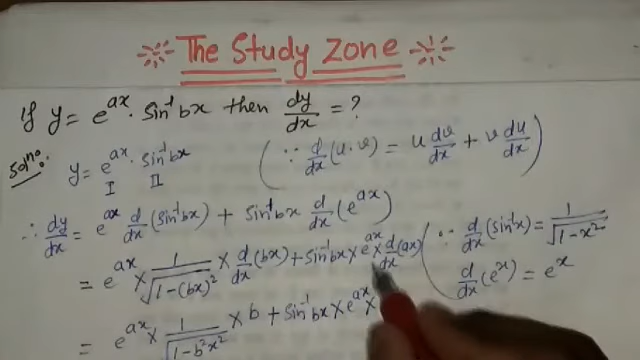 The Study Zone
If y = e^{ax} · Sin⁻¹bx then dy/dx = ?
Solnᵒ. y = e^{ax} · Sin⁻¹bx (∵ d/dx (u·v) = u dv/dx + v du/dx)
I II
∴ dy/dx = e^{ax} d/dx (Sin⁻¹bx) + Sin⁻¹bx d/dx (e^{ax})
= e^{ax} × 1/√(1-(bx)²) × d/dx (bx) + Sin⁻¹bx × e^{ax} × d/dx (ax) (∵ d/dx (Sin⁻¹x) = 1/√(1-x²)
d/dx (e^x) = e^x
= e^{ax} × 1/√(1-b²x²) × b + Sin⁻¹bx × e^{ax} ×